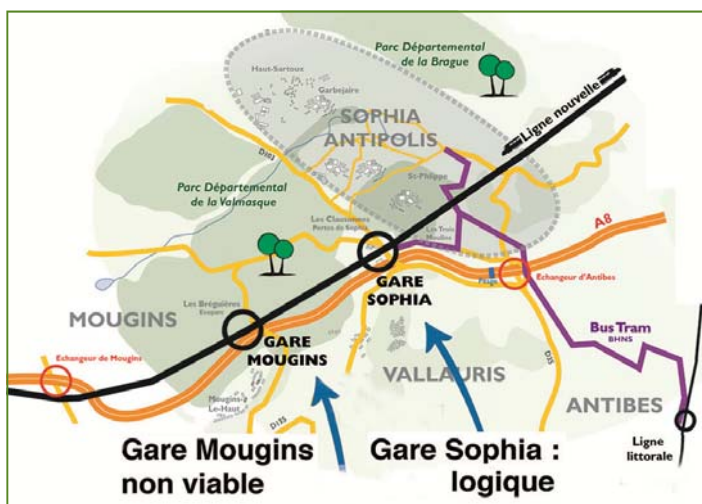 Parc Départemental
de la Brague
Haut-Sartoux
Garbejaire
SOPHIA
ANTIPOLIS
Ligne nouvelle
D103
St-Philippe
Parc Départemental
de la Valmasque
Les Clausonnes
Portes de Sophia
Les Trois
Moulins
A8
GARE
SOPHIA
Péage
Echangeur d'Antibes
Les Bréguières
MOUGINS
GARE
MOUGINS
Bus Tram
BHNS
Echangeur de Mougins
VALLAURIS
D35
ANTIBES
Mougins-
Le-Haut
D135
Ligne
littorale
Gare Mougins
non viable
Gare Sophia :
logique